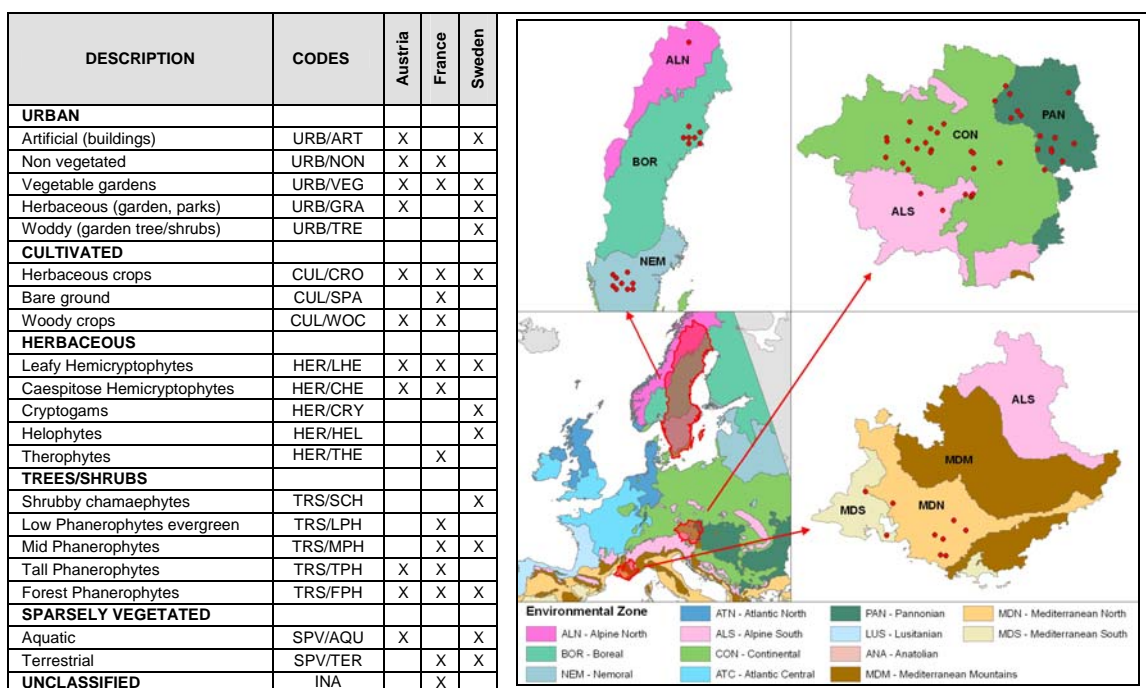 DESCRIPTION CODES Austria France Sweden
URBAN
Artificial (buildings) URB/ART X X
Non vegetated URB/NON X X
Vegetable gardens URB/VEG X X X
Herbaceous (garden, parks) URB/GRA X X
Woddy (garden tree/shrubs) URB/TRE X
CULTIVATED
Herbaceous crops CUL/CRO X X X
Bare ground CUL/SPA X
Woody crops CUL/WOC X X
HERBACEOUS
Leafy Hemicryptophytes HER/LHE X X X
Caespitose Hemicryptophytes HER/CHE X X
Cryptogams HER/CRY X
Helophytes HER/HEL X
Therophytes HER/THE X
TREES/SHRUBS
Shrubby chamaephytes TRS/SCH X
Low Phanerophytes evergreen TRS/LPH X
Mid Phanerophytes TRS/MPH X X
Tall Phanerophytes TRS/TPH X X
Forest Phanerophytes TRS/FPH X X X
SPARSELY VEGETATED
Aquatic SPV/AQU X X
Terrestrial SPV/TER X X
UNCLASSIFIED INA X
ALN
BOR
NEM
PAN
CON
ALS
ALS
MDM
MDS
MDN
Environmental Zone
ALN - Alpine North
BOR - Boreal
NEM - Nemoral
ATN - Atlantic North
ALS - Alpine South
CON - Continental
ATC - Atlantic Central
PAN - Pannonian
LUS - Lusitanian
ANA - Anatolian
MDM - Mediterranean Mountains
MDN - Mediterranean North
MDS - Mediterranean South